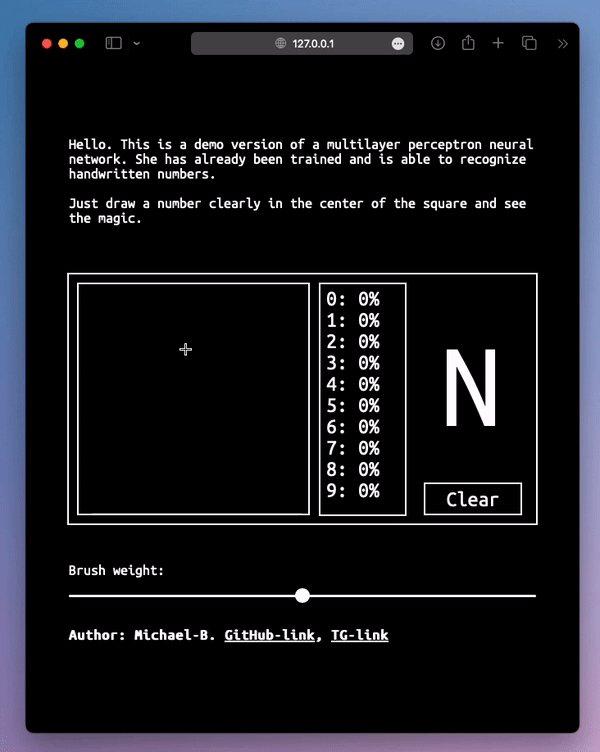 127.0.0.1
Hello. This is a demo version of a multilayer perceptron neural
network. She has already been trained and is able to recognize
handwritten numbers.
Just draw a number clearly in the center of the square and see
the magic.
0: 0%
1: 0%
2: 0%
3: 0%
4: 0%
5: 0%
6: 0%
7: 0%
8: 0%
9: 0%
N
Clear
Brush weight:
Author: Michael-B. GitHub-link, TG-link